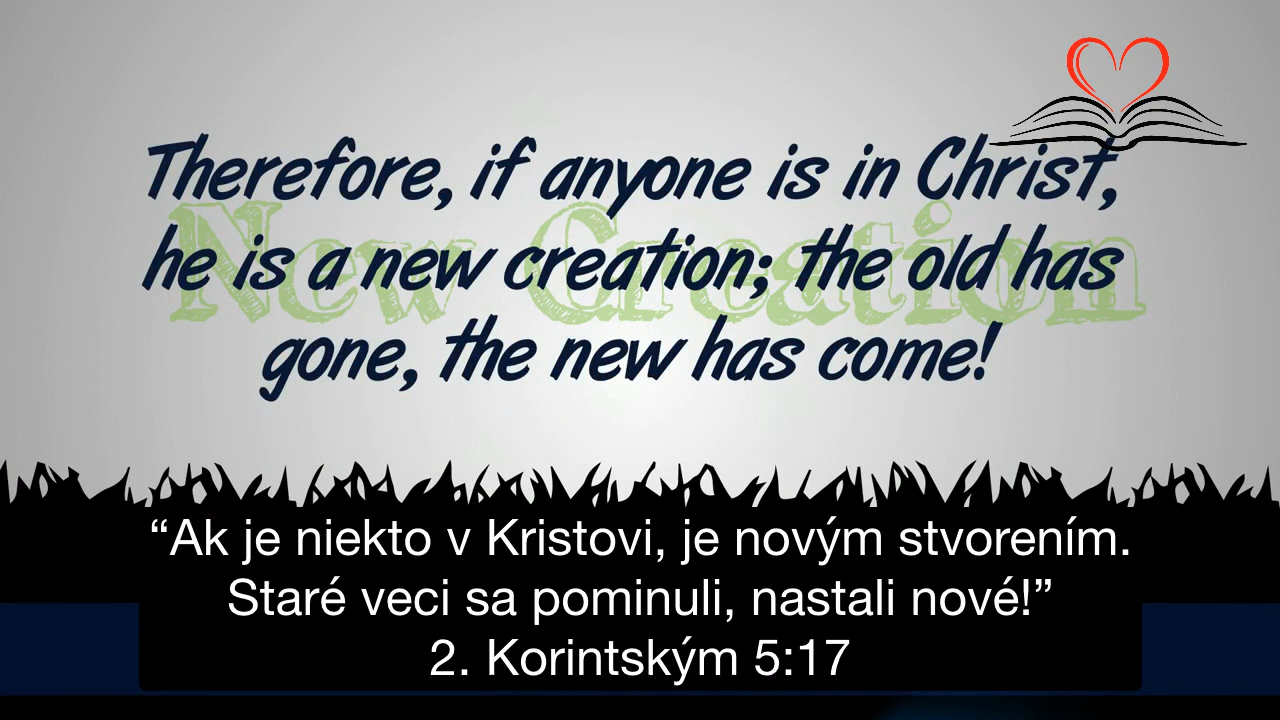 Therefore, if anyone is in Christ,
New Creation
he is a new creation; the old has
gone, the new has come!
“Ak je niekto v Kristovi, je novým stvorením.
Staré veci sa pominuli, nastali nové!”
2. Korintským 5:17